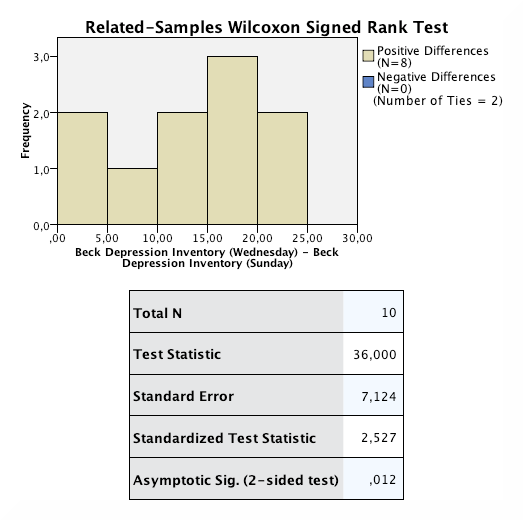 Related-Samples Wilcoxon Signed Rank Test
Positive Differences
(N=8)
Negative Differences
(N=0)
(Number of Ties = 2)
Frequency
3,0
2,0
1,0
0,0
,00 5,00 10,00 15,00 20,00 25,00 30,00
Beck Depression Inventory (Wednesday) - Beck
Depression Inventory (Sunday)
Total N 10
Test Statistic 36,000
Standard Error 7,124
Standardized Test Statistic 2,527
Asymptotic Sig. (2-sided test) ,012